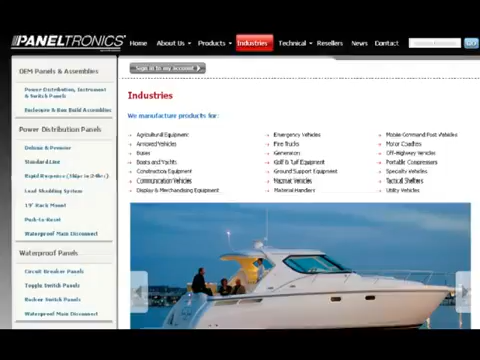 PANELTRONICS
Home About Us Products Industries Technical Resellers News Contact
GO
Sign in to my account
OEM Panels & Assemblies
Power Distribution, Instrument
& Switch Panels
Enclosure & Box Build Assemblies
Power Distribution Panels
Deluxe & Premier
Standard Line
Rapid Response (Ships in 24hrs)
Load Shedding System
19" Rack Mount
Push-to-Reset
Waterproof Main Disconnect
Waterproof Panels
Circuit Breaker Panels
Toggle Switch Panels
Rocker Switch Panels
Waterproof Main Disconnect
Industries
We manufacture products for:
Agricultural Equipment
Armored Vehicles
Buses
Boats and Yachts
Construction Equipment
Communication Vehicles
Display & Merchandising Equipment
Emergency Vehicles
Fire Trucks
Generators
Golf & Turf Equipment
Ground Support Equipment
Hazmat Vehicles
Material Handlers
Mobile Command Post Vehicles
Motor Coaches
Off-Highway Vehicles
Portable Compressors
Specialty Vehicles
Tactical Shelters
Utility Vehicles